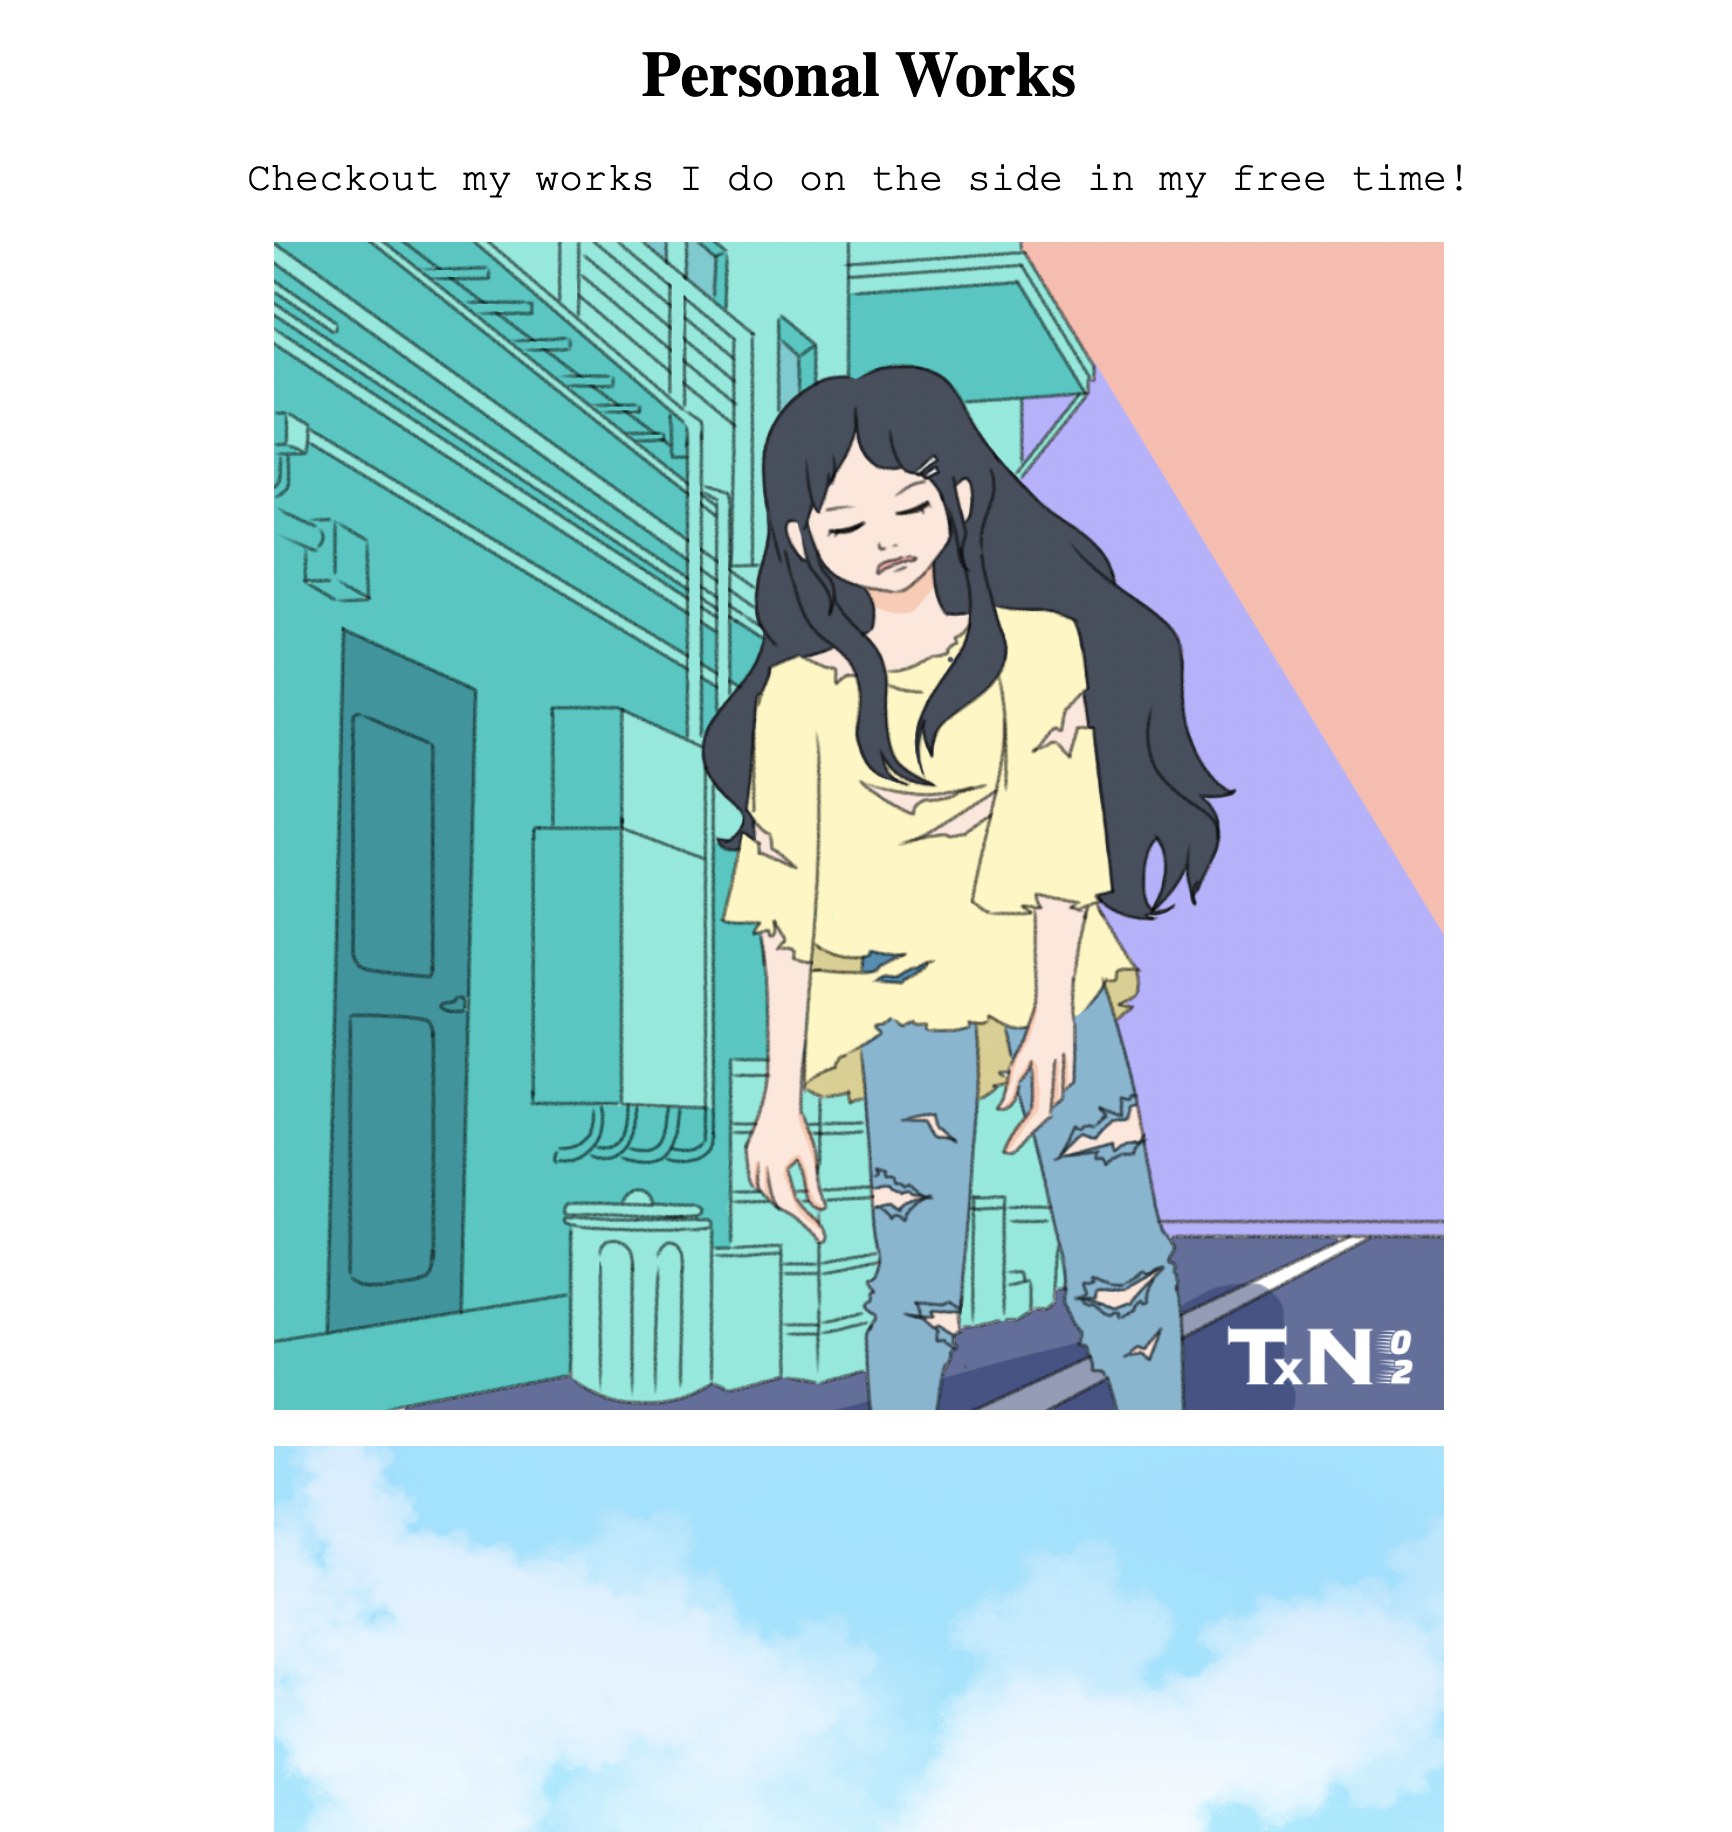 Personal Works
Checkout my works I do on the side in my free time!
TxN 02